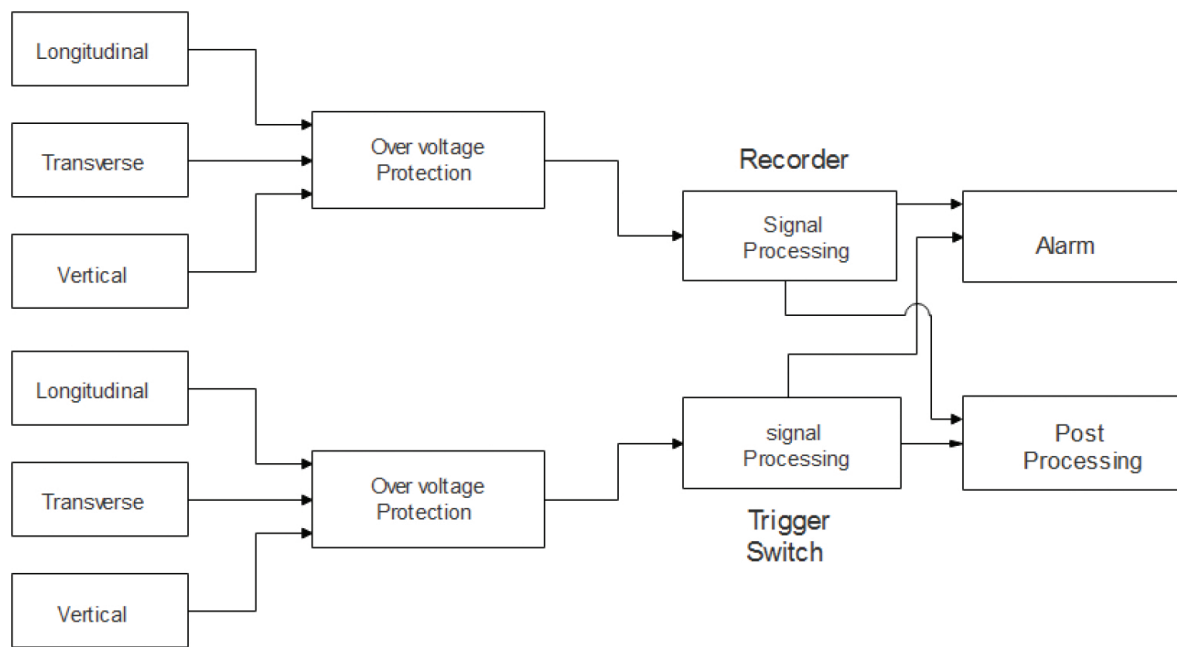 Longitudinal
Transverse
Vertical
Over voltage
Protection
Recorder
Signal
Processing
Alarm
Longitudinal
Transverse
Vertical
Over voltage
Protection
signal
Processing
Trigger
Switch
Post
Processing